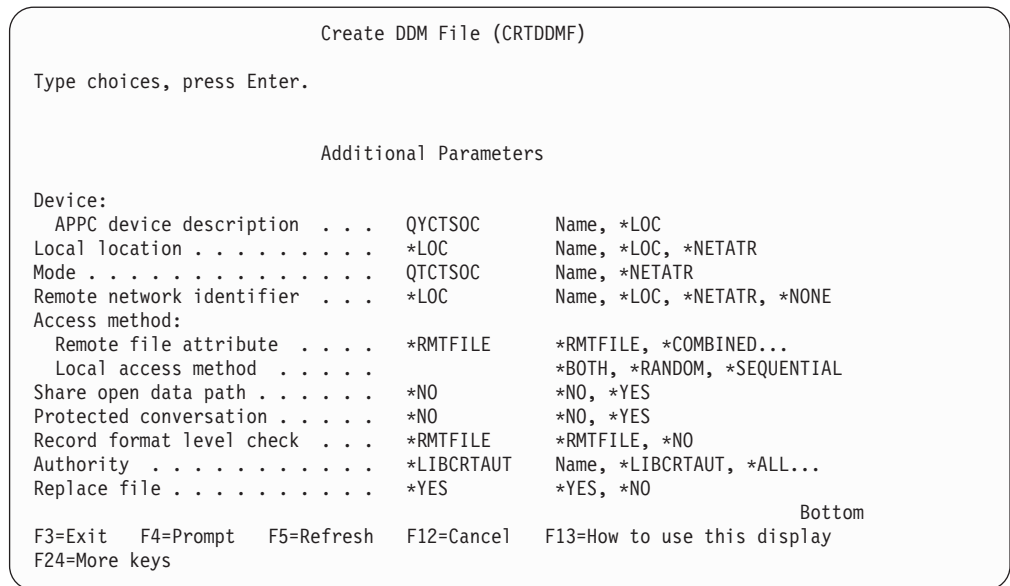 Create DDM File (CRTDDMF)
Type choices, press Enter.
Additional Parameters
Device:
APPC device description . . . QYCTSOC Name, *LOC
Local location . . . . . . . . . *LOC Name, *LOC, *NETATR
Mode . . . . . . . . . . . . . . QTCTSOC Name, *NETATR
Remote network identifier . . . *LOC Name, *LOC, *NETATR, *NONE
Access method:
Remote file attribute . . . . *RMTFILE *RMTFILE, *COMBINED...
Local access method . . . . . *BOTH, *RANDOM, *SEQUENTIAL
Share open data path . . . . . . *NO *NO, *YES
Protected conversation . . . . . *NO *NO, *YES
Record format level check . . . *RMTFILE *RMTFILE, *NO
Authority . . . . . . . . . . . *LIBCRTAUT Name, *LIBCRTAUT, *ALL...
Replace file . . . . . . . . . . *YES *YES, *NO
Bottom
F3=Exit F4=Prompt F5=Refresh F12=Cancel F13=How to use this display
F24=More keys